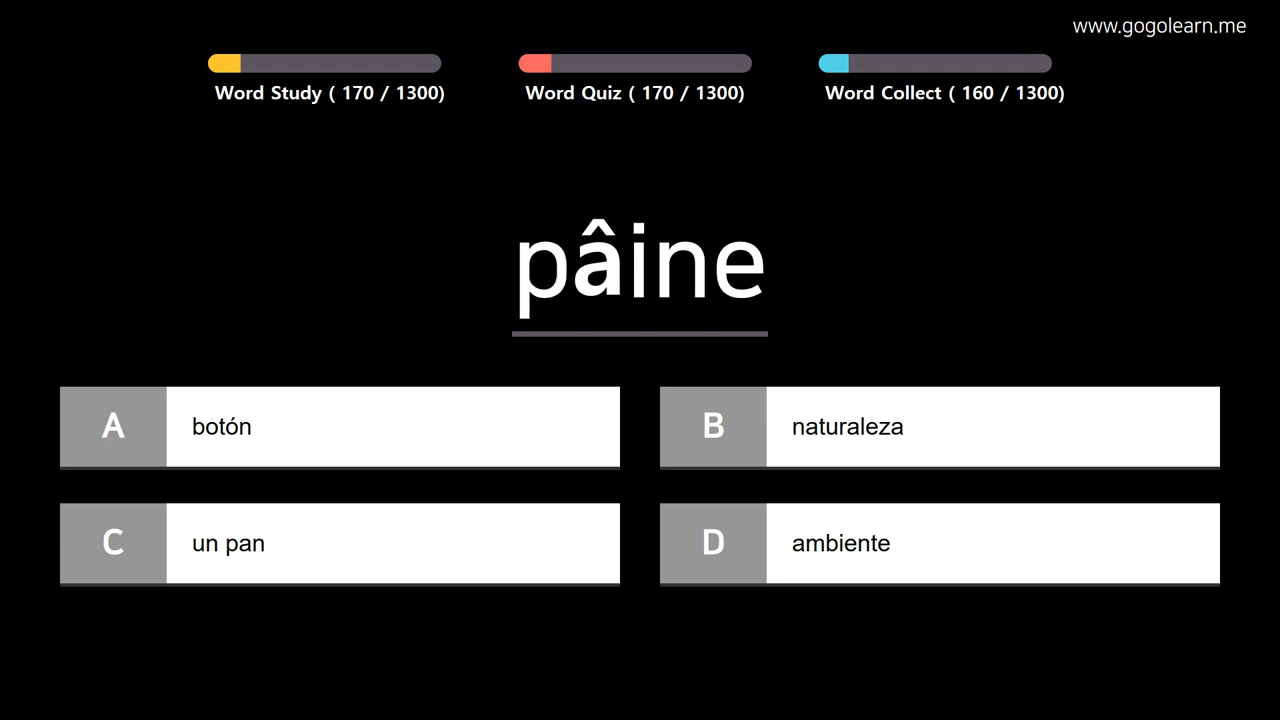 www.gogolearn.me
Word Study ( 170 / 1300)
Word Quiz ( 170 / 1300)
Word Collect ( 160 / 1300)
pâine
A
botón
B
naturaleza
C
un pan
D
ambiente